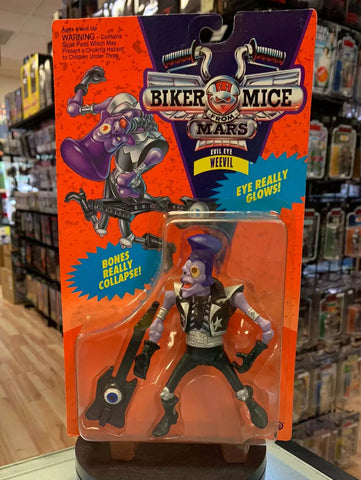 Ages 4 and Up
WARNING - Contains
Small Parts Which May
Present a Choking Hazard
to Children Under Three.
BIKER MICE
FROM
MARS
EVIL EYE
WEEVIL
EYE REALLY
GLOWS!
BONES
REALLY
COLLAPSE!